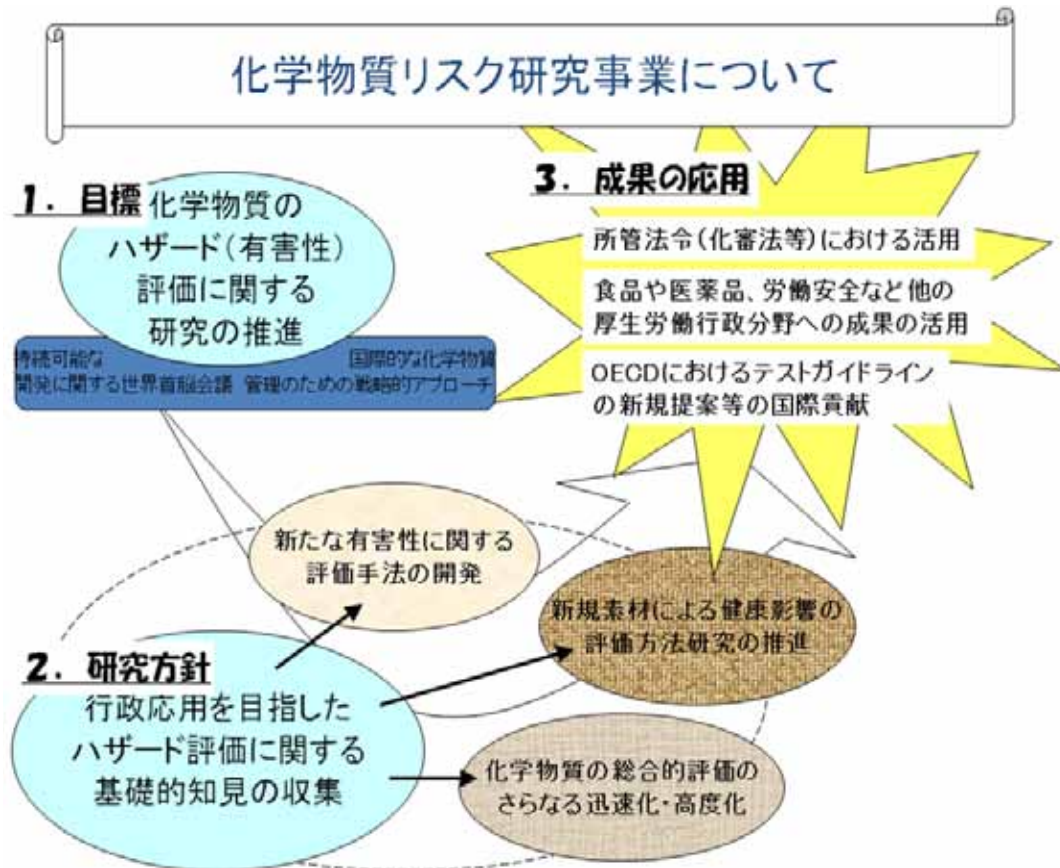 化学物質リスク研究事業について
1. 目標
化学物質の
ハザード(有害性)
評価に関する
研究の推進
持続可能な
開発に関する世界首脳会議
国際的な化学物質
管理のための戦略的アプローチ
3. 成果の応用
所管法令(化審法等)における活用
食品や医薬品、労働安全など他の
厚生労働行政分野への成果の活用
OECDにおけるテストガイドライン
の新規提案等の国際貢献
新たな有害性に関する
評価手法の開発
新規素材による健康影響の
評価方法研究の推進
2. 研究方針
行政応用を目指した
ハザード評価に関する
基礎的知見の収集
化学物質の総合的評価の
さらなる迅速化・高度化